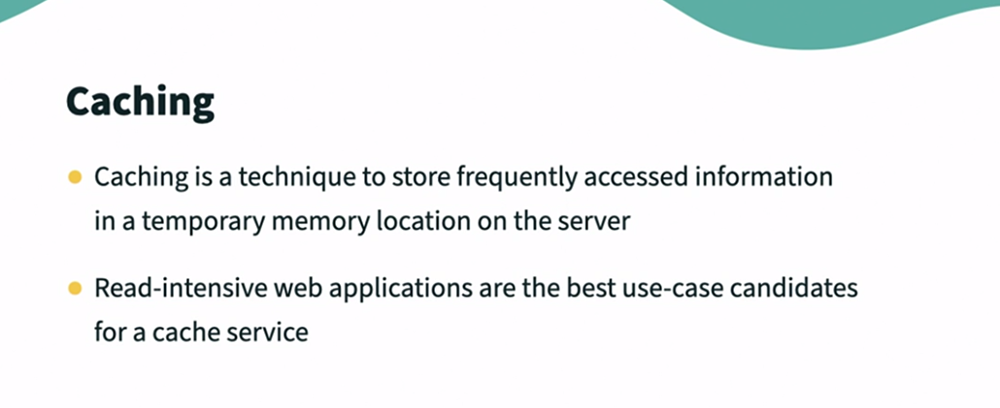 Caching
Caching is a technique to store frequently accessed information
in a temporary memory location on the server
Read-intensive web applications are the best use-case candidates
for a cache service